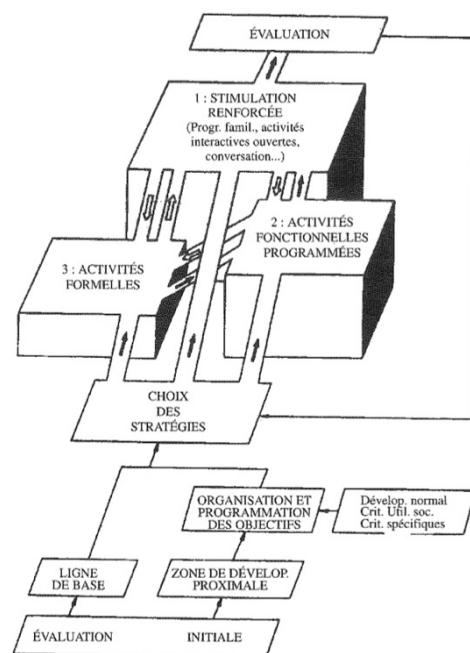 ÉVALUATION
1 : STIMULATION
RENFORCÉE
(Progr. famil., activités
interactives ouvertes,
conversation...)
2 : ACTIVITÉS
FONCTIONNELLES
PROGRAMMÉES
3 : ACTIVITÉS
FORMELLES
CHOIX
DES
STRATÉGIES
ORGANISATION ET
PROGRAMMATION
DES OBJECTIFS
Dévelop. normal
Crit. Util. soc.
Crit. spécifiques
LIGNE
DE BASE
ZONE DE DÉVELOP.
PROXIMALE
ÉVALUATION INITIALE